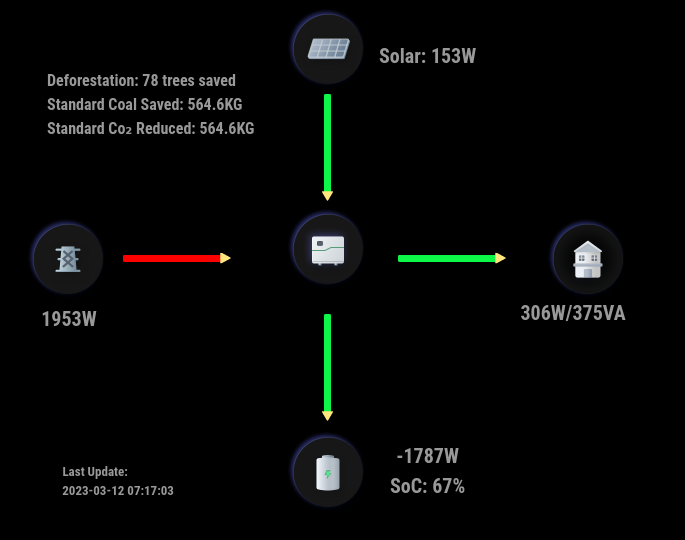 Solar: 153W
Deforestation: 78 trees saved
Standard Coal Saved: 564.6KG
Standard Co₂ Reduced: 564.6KG
1953W
306W/375VA
-1787W
SoC: 67%
Last Update:
2023-03-12 07:17:03